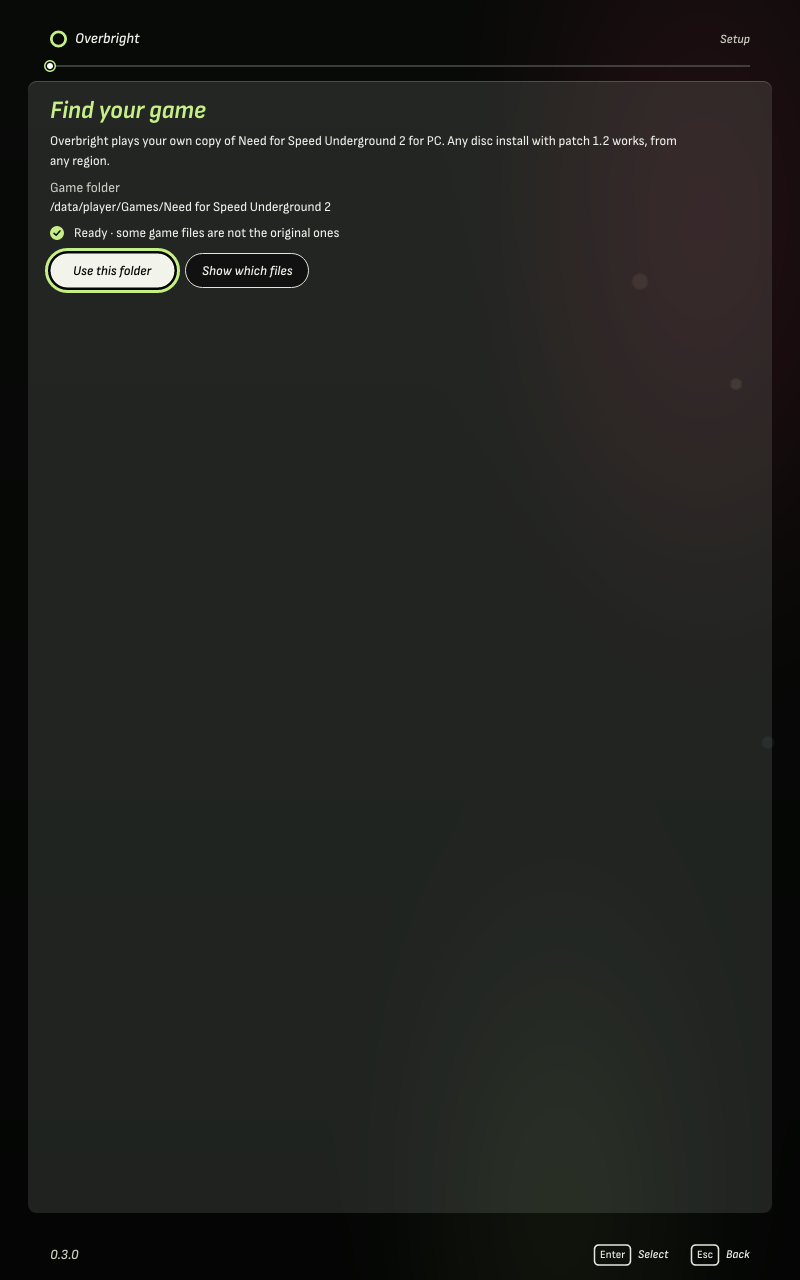 Overbright
Setup
Find your game
Overbright plays your own copy of Need for Speed Underground 2 for PC. Any disc install with patch 1.2 works, from
any region.
Game folder
/data/player/Games/Need for Speed Underground 2
Ready · some game files are not the original ones
Use this folder
Show which files
0.3.0
Enter Select
Esc Back